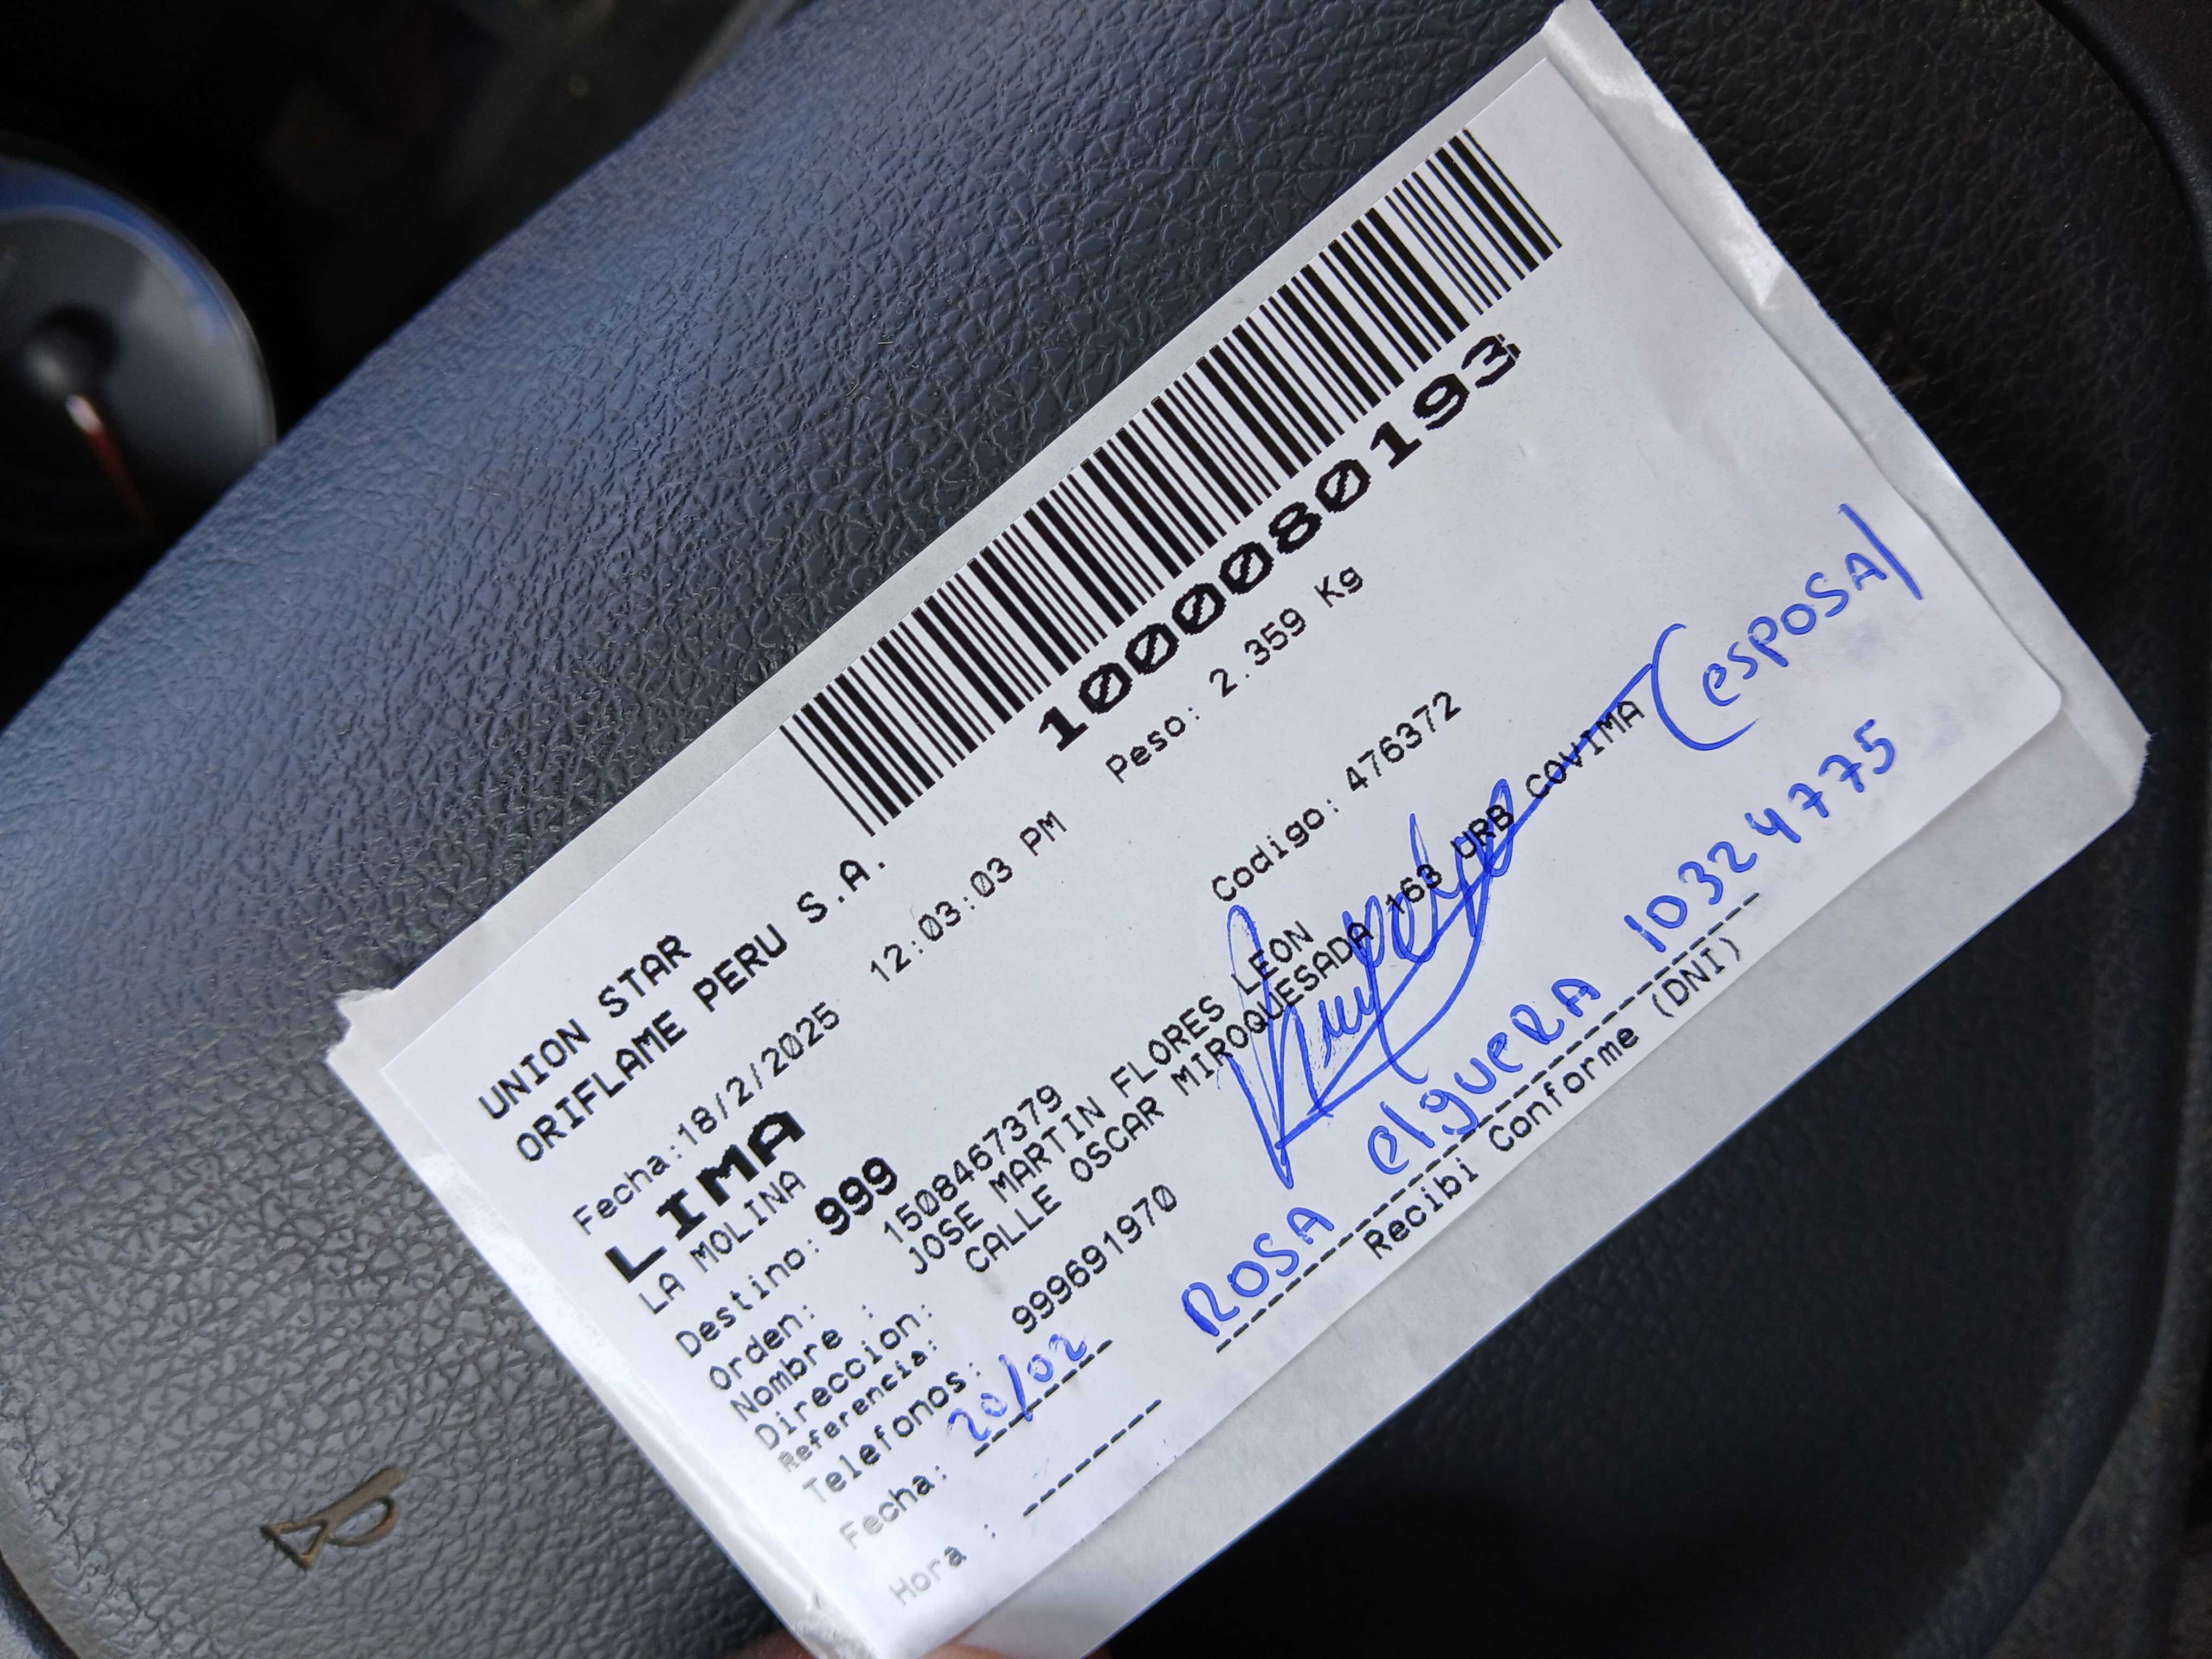 1000080193
UNION STAR
ORIFLAME PERU S.A.
Fecha:18/2/2025 12:03:03 PM Peso: 2.359 Kg
LIMA
LA MOLINA
Destino: 999 Codigo: 476372
Orden: 1508467379
Nombre : JOSE MARTIN FLORES LEON
Direccion: CALLE OSCAR MIROQUESADA 163 URB COVIMA
Referencia:
Telefonos: 999691970
(esposa)
Fecha: 20/02 ROSA elguera 10324775
Hora : Recibi Conforme (DNI)